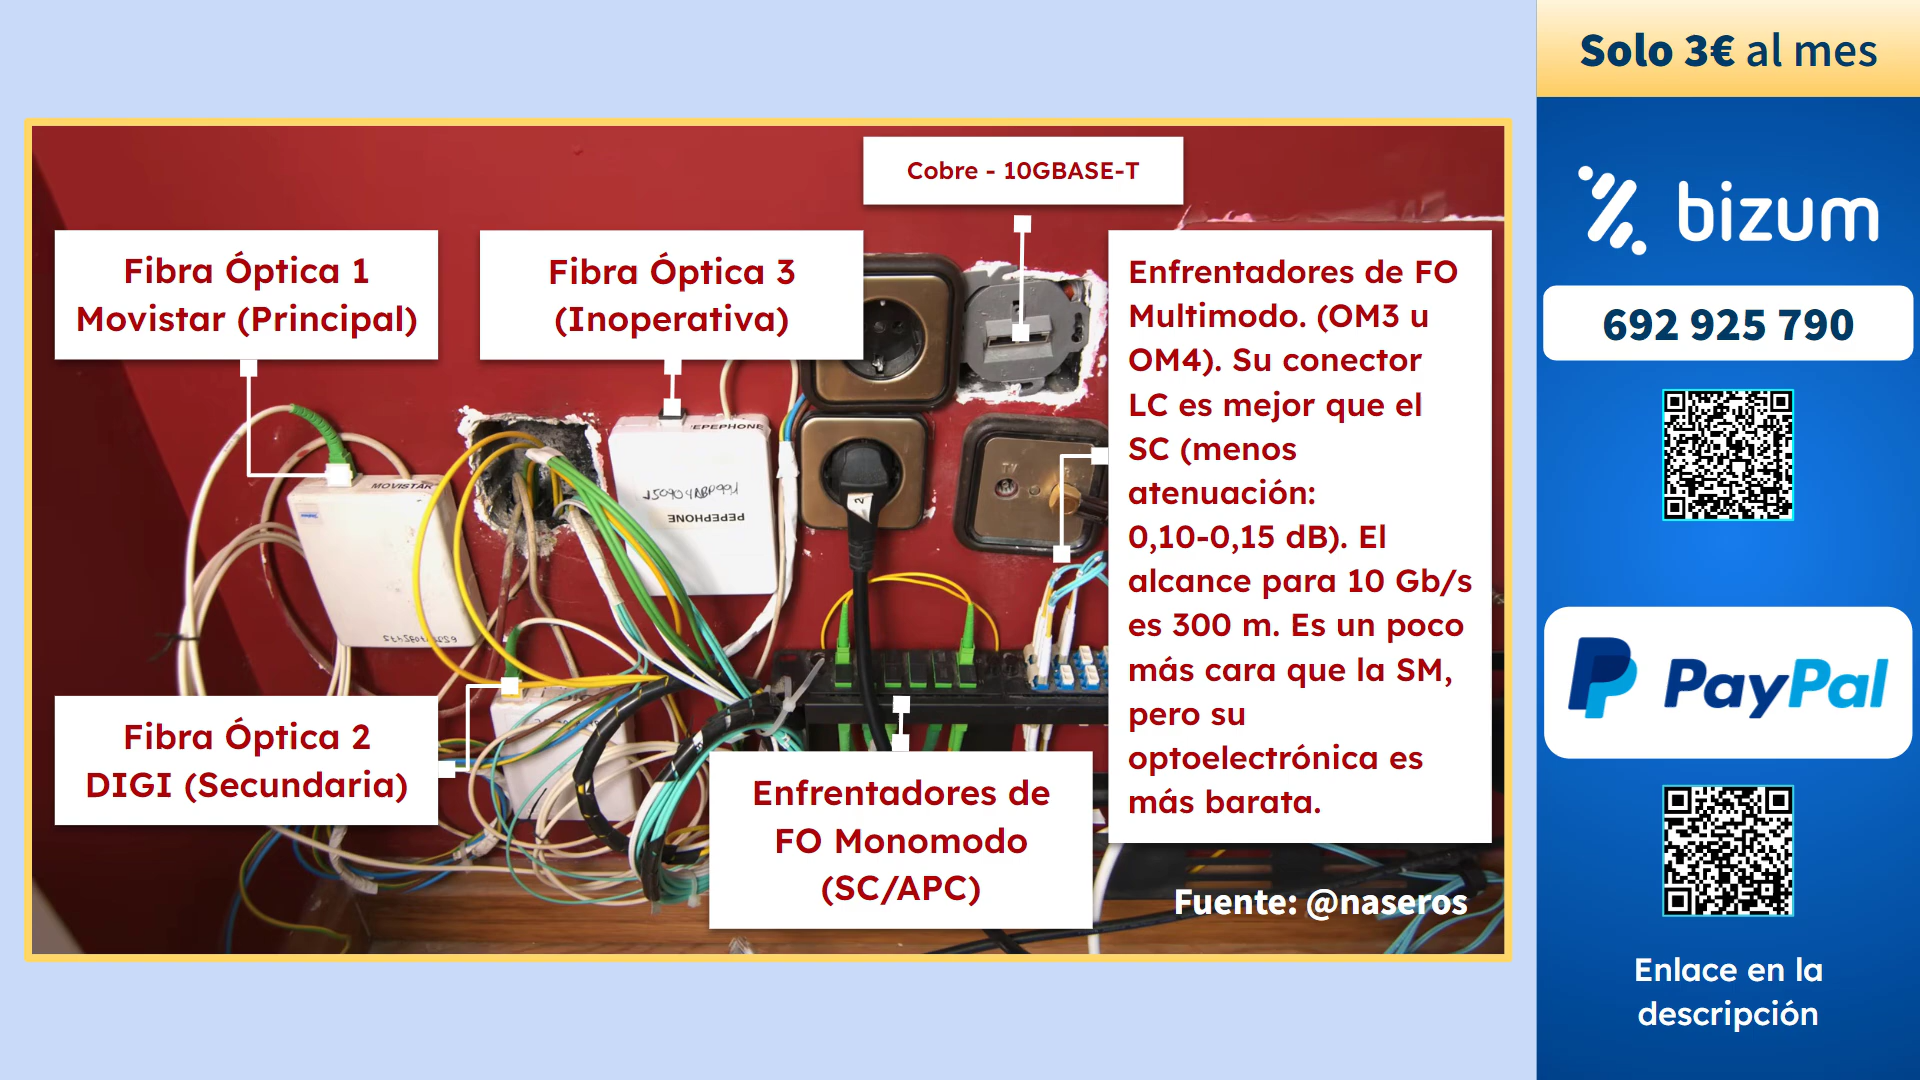 Solo 3€ al mes
bizum
692 925 790
PayPal
Enlace en la
descripción
Cobre - 10GBASE-T
Fibra Óptica 1
Movistar (Principal)
Fibra Óptica 3
(Inoperativa)
Enfrentadores de FO
Multimodo. (OM3 u
OM4). Su conector
LC es mejor que el
SC (menos
atenuación:
0,10-0,15 dB). El
alcance para 10 Gb/s
es 300 m. Es un poco
más cara que la SM,
pero su
optoelectrónica es
más barata.
MOVISTAR
PEPEPHONE
TV
2
Fibra Óptica 2
DIGI (Secundaria)
Enfrentadores de
FO Monomodo
(SC/APC)
Fuente: @naseros